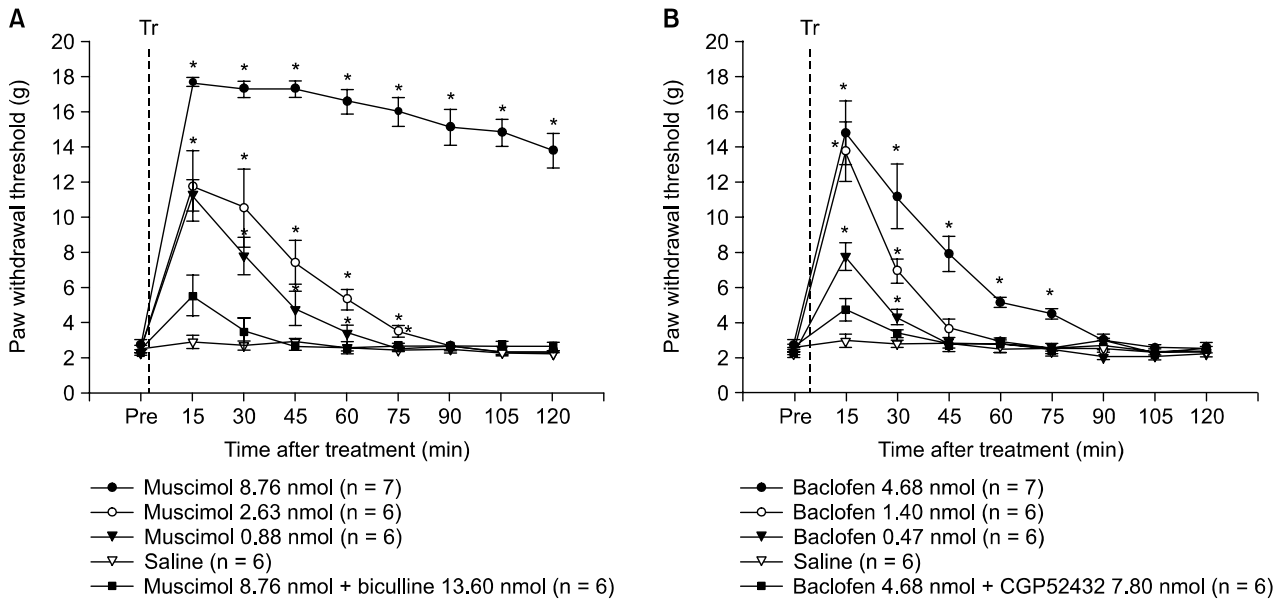 A
Tr
20
18
16
14
12
10
8
6
4
2
0
Paw withdrawal threshold (g)
* * * * * * * *
* * * * *
* * * *
Pre 15 30 45 60 75 90 105 120
Time after treatment (min)
Muscimol 8.76 nmol (n = 7)
Muscimol 2.63 nmol (n = 6)
Muscimol 0.88 nmol (n = 6)
Saline (n = 6)
Muscimol 8.76 nmol + biculline 13.60 nmol (n = 6)
B
Tr
20
18
16
14
12
10
8
6
4
2
0
Paw withdrawal threshold (g)
* * * * *
* *
* *
Pre 15 30 45 60 75 90 105 120
Time after treatment (min)
Baclofen 4.68 nmol (n = 7)
Baclofen 1.40 nmol (n = 6)
Baclofen 0.47 nmol (n = 6)
Saline (n = 6)
Baclofen 4.68 nmol + CGP52432 7.80 nmol (n = 6)